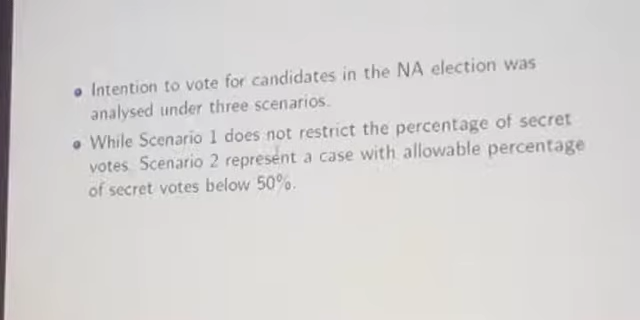 • Intention to vote for candidates in the NA election was
analysed under three scenarios.
• While Scenario 1 does not restrict the percentage of secret
votes. Scenario 2 represent a case with allowable percentage
of secret votes below 50%.